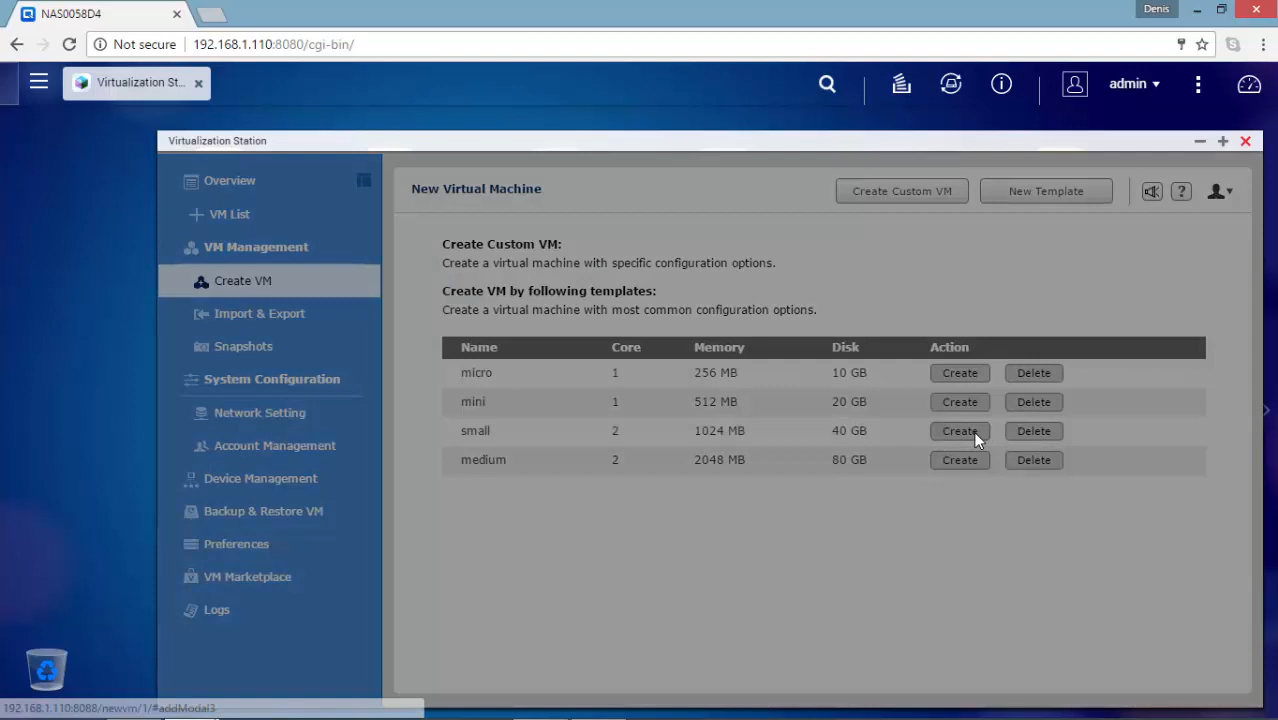 NAS0058D4
Denis
Not secure
192.168.1.110:8080/cgi-bin/
Virtualization St...
admin
Virtualization Station
Overview
VM List
VM Management
Create VM
Import & Export
Snapshots
System Configuration
Network Setting
Account Management
Device Management
Backup & Restore VM
Preferences
VM Marketplace
Logs
New Virtual Machine
Create Custom VM
New Template
Create Custom VM:
Create a virtual machine with specific configuration options.
Create VM by following templates:
Create a virtual machine with most common configuration options.
Name Core Memory Disk Action
micro 1 256 MB 10 GB Create Delete
mini 1 512 MB 20 GB Create Delete
small 2 1024 MB 40 GB Create Delete
medium 2 2048 MB 80 GB Create Delete
192.168.1.110:8088/newvm/1/#addModal3